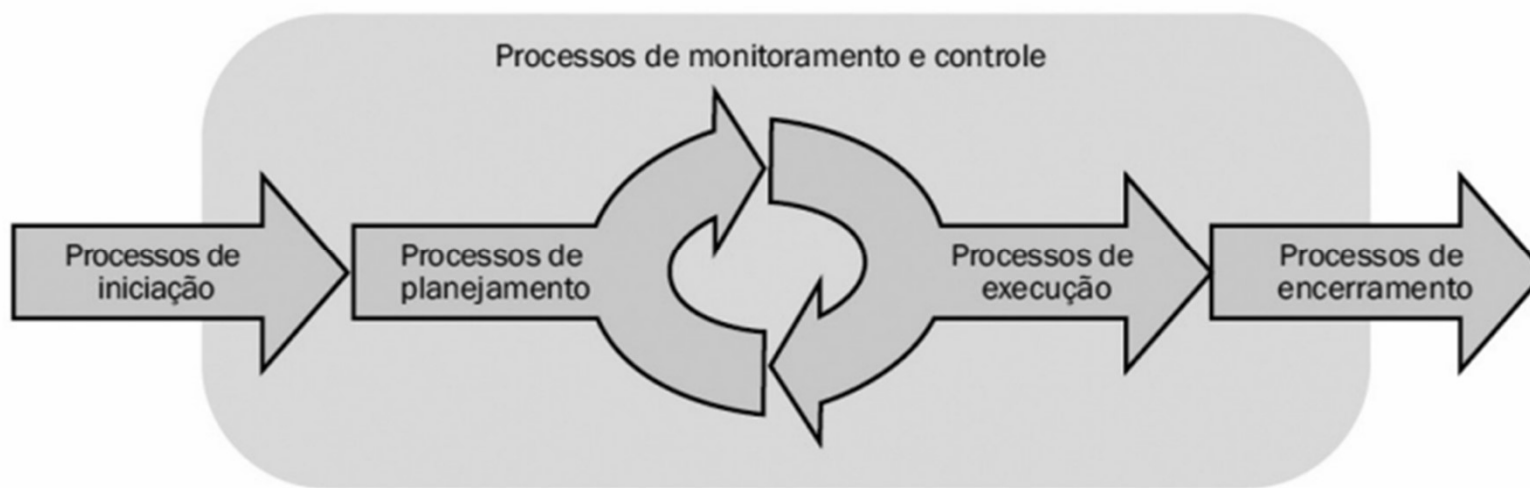 Processos de monitoramento e controle
Processos de
iniciação
Processos de
planejamento
Processos de
execução
Processos de
encerramento